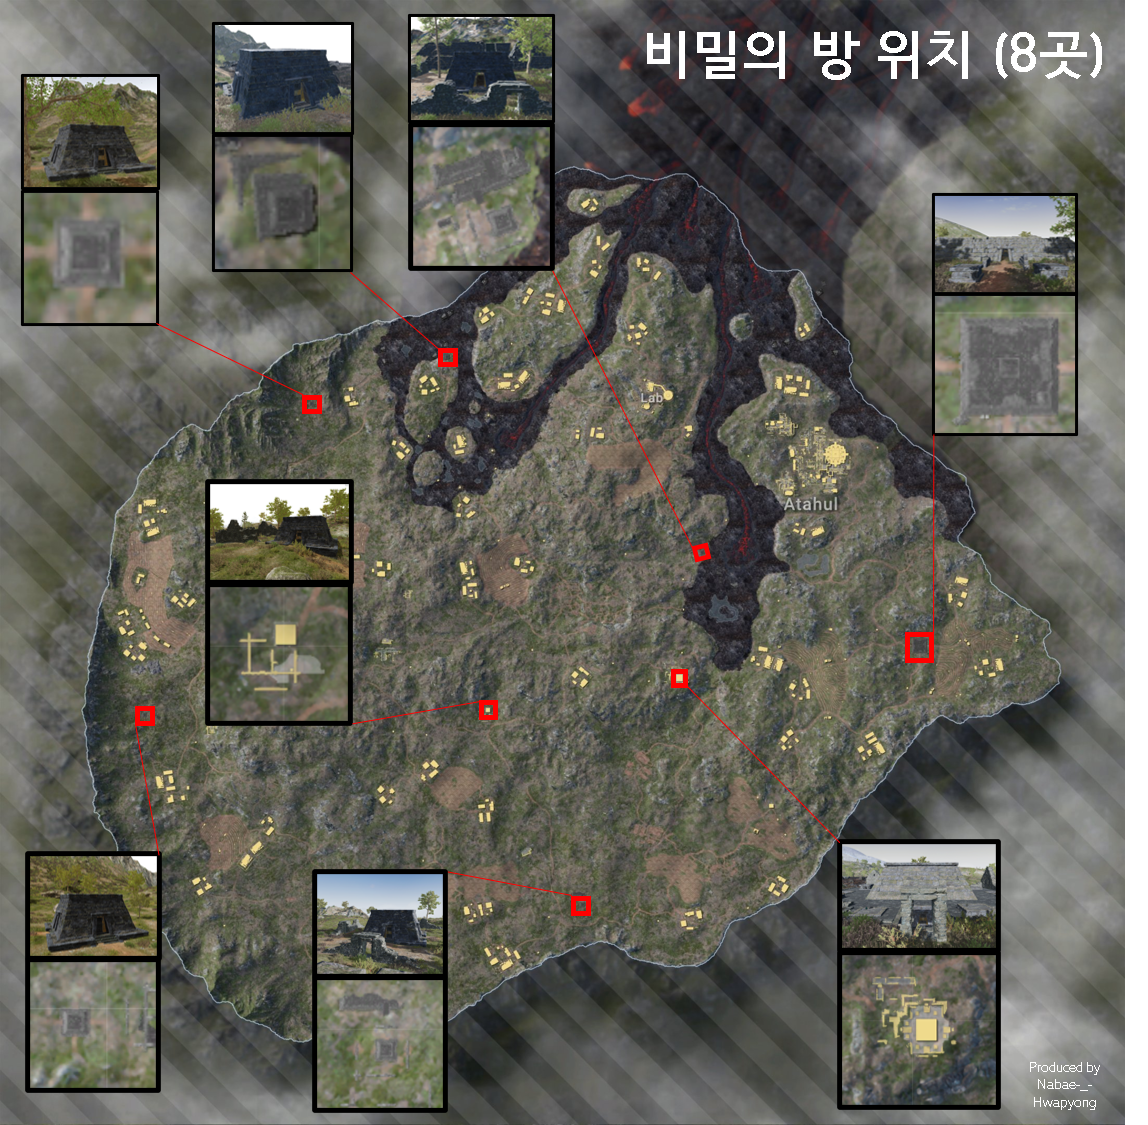 비밀의 방 위치 (8곳)
Lab
Atahul
Produced by
Nabae-_-
Hwapyong